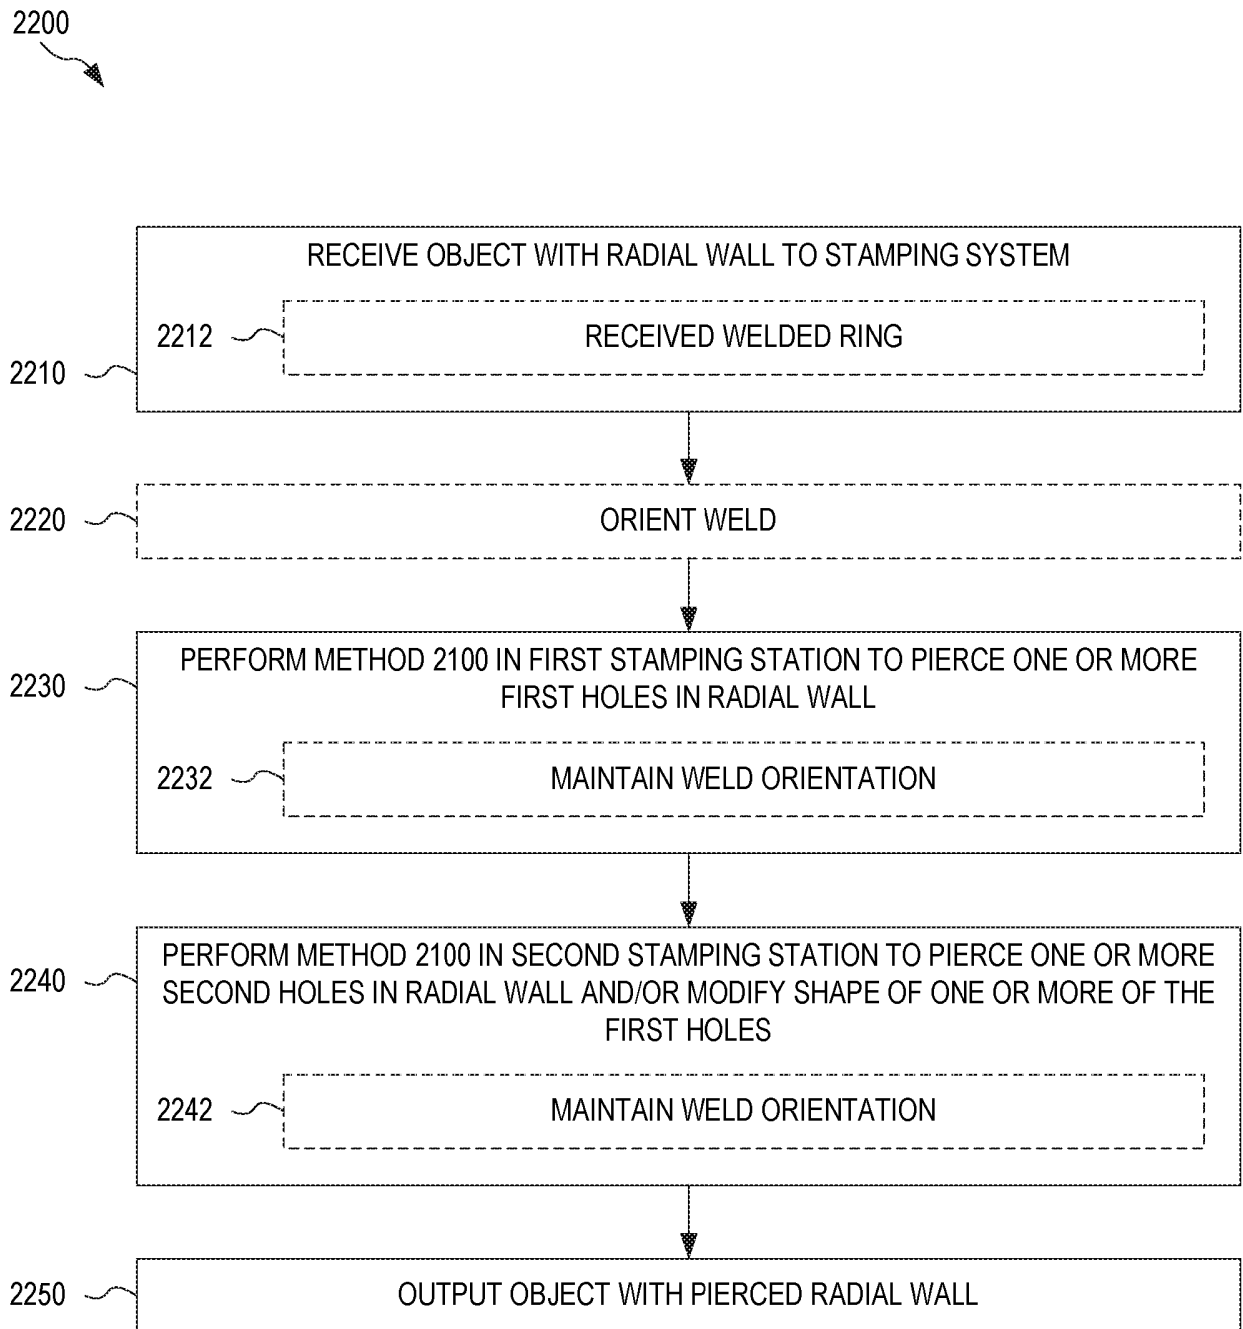 2200
RECEIVE OBJECT WITH RADIAL WALL TO STAMPING SYSTEM
2212
RECEIVED WELDED RING
2210
2220
ORIENT WELD
PERFORM METHOD 2100 IN FIRST STAMPING STATION TO PIERCE ONE OR MORE
2230
FIRST HOLES IN RADIAL WALL
2232
MAINTAIN WELD ORIENTATION
PERFORM METHOD 2100 IN SECOND STAMPING STATION TO PIERCE ONE OR MORE
2240
SECOND HOLES IN RADIAL WALL AND/OR MODIFY SHAPE OF ONE OR MORE OF THE
FIRST HOLES
2242
MAINTAIN WELD ORIENTATION
2250
OUTPUT OBJECT WITH PIERCED RADIAL WALL